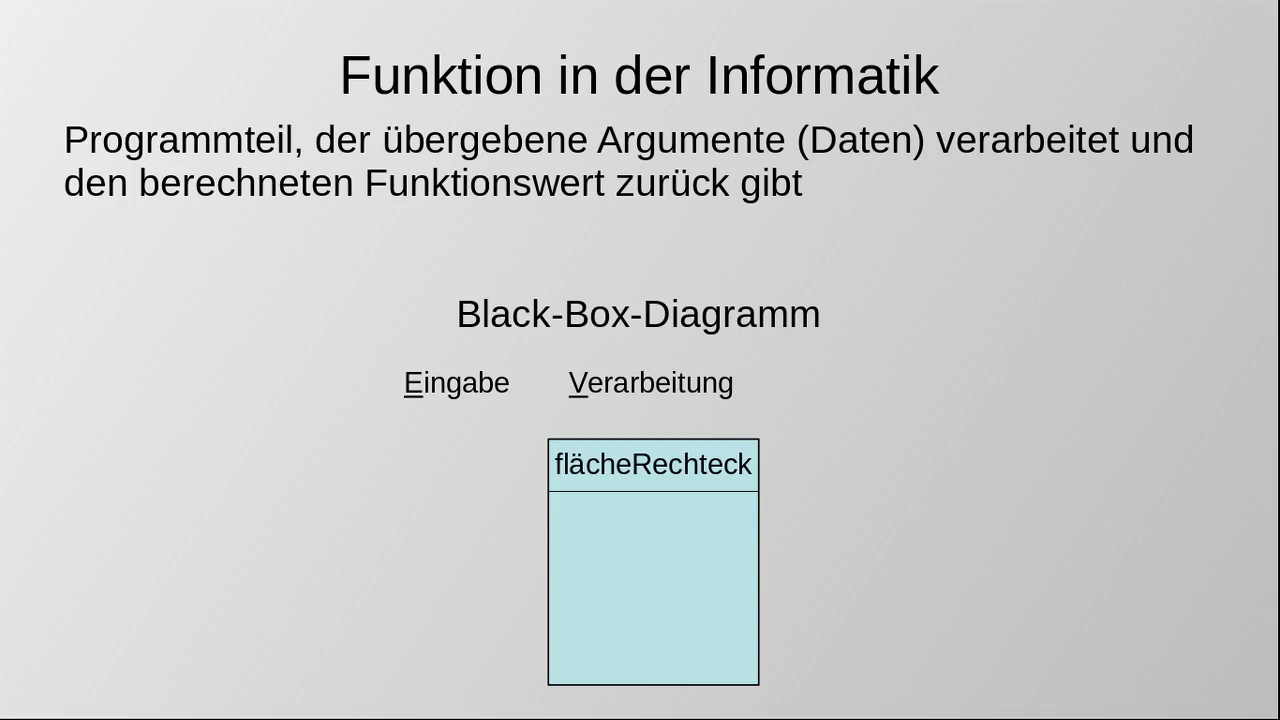 Funktion in der Informatik
Programmteil, der übergebene Argumente (Daten) verarbeitet und
den berechneten Funktionswert zurück gibt
Black-Box-Diagramm
Eingabe Verarbeitung
flächeRechteck